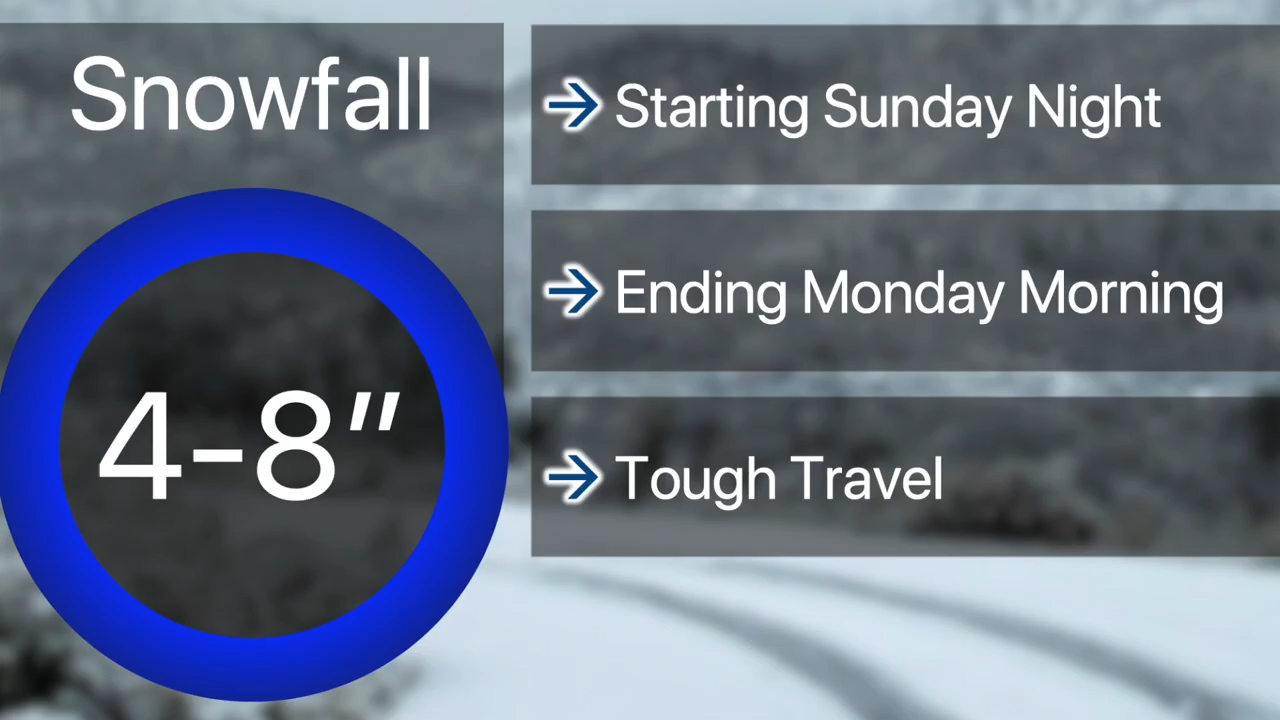 Snowfall
4-8"
Starting Sunday Night
Ending Monday Morning
Tough Travel